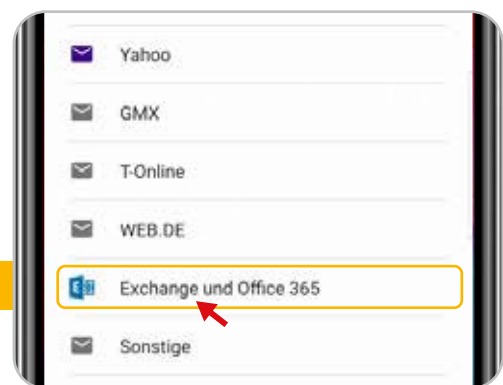 Yahoo
GMX
T-Online
WEB.DE
Exchange und Office 365
Sonstige